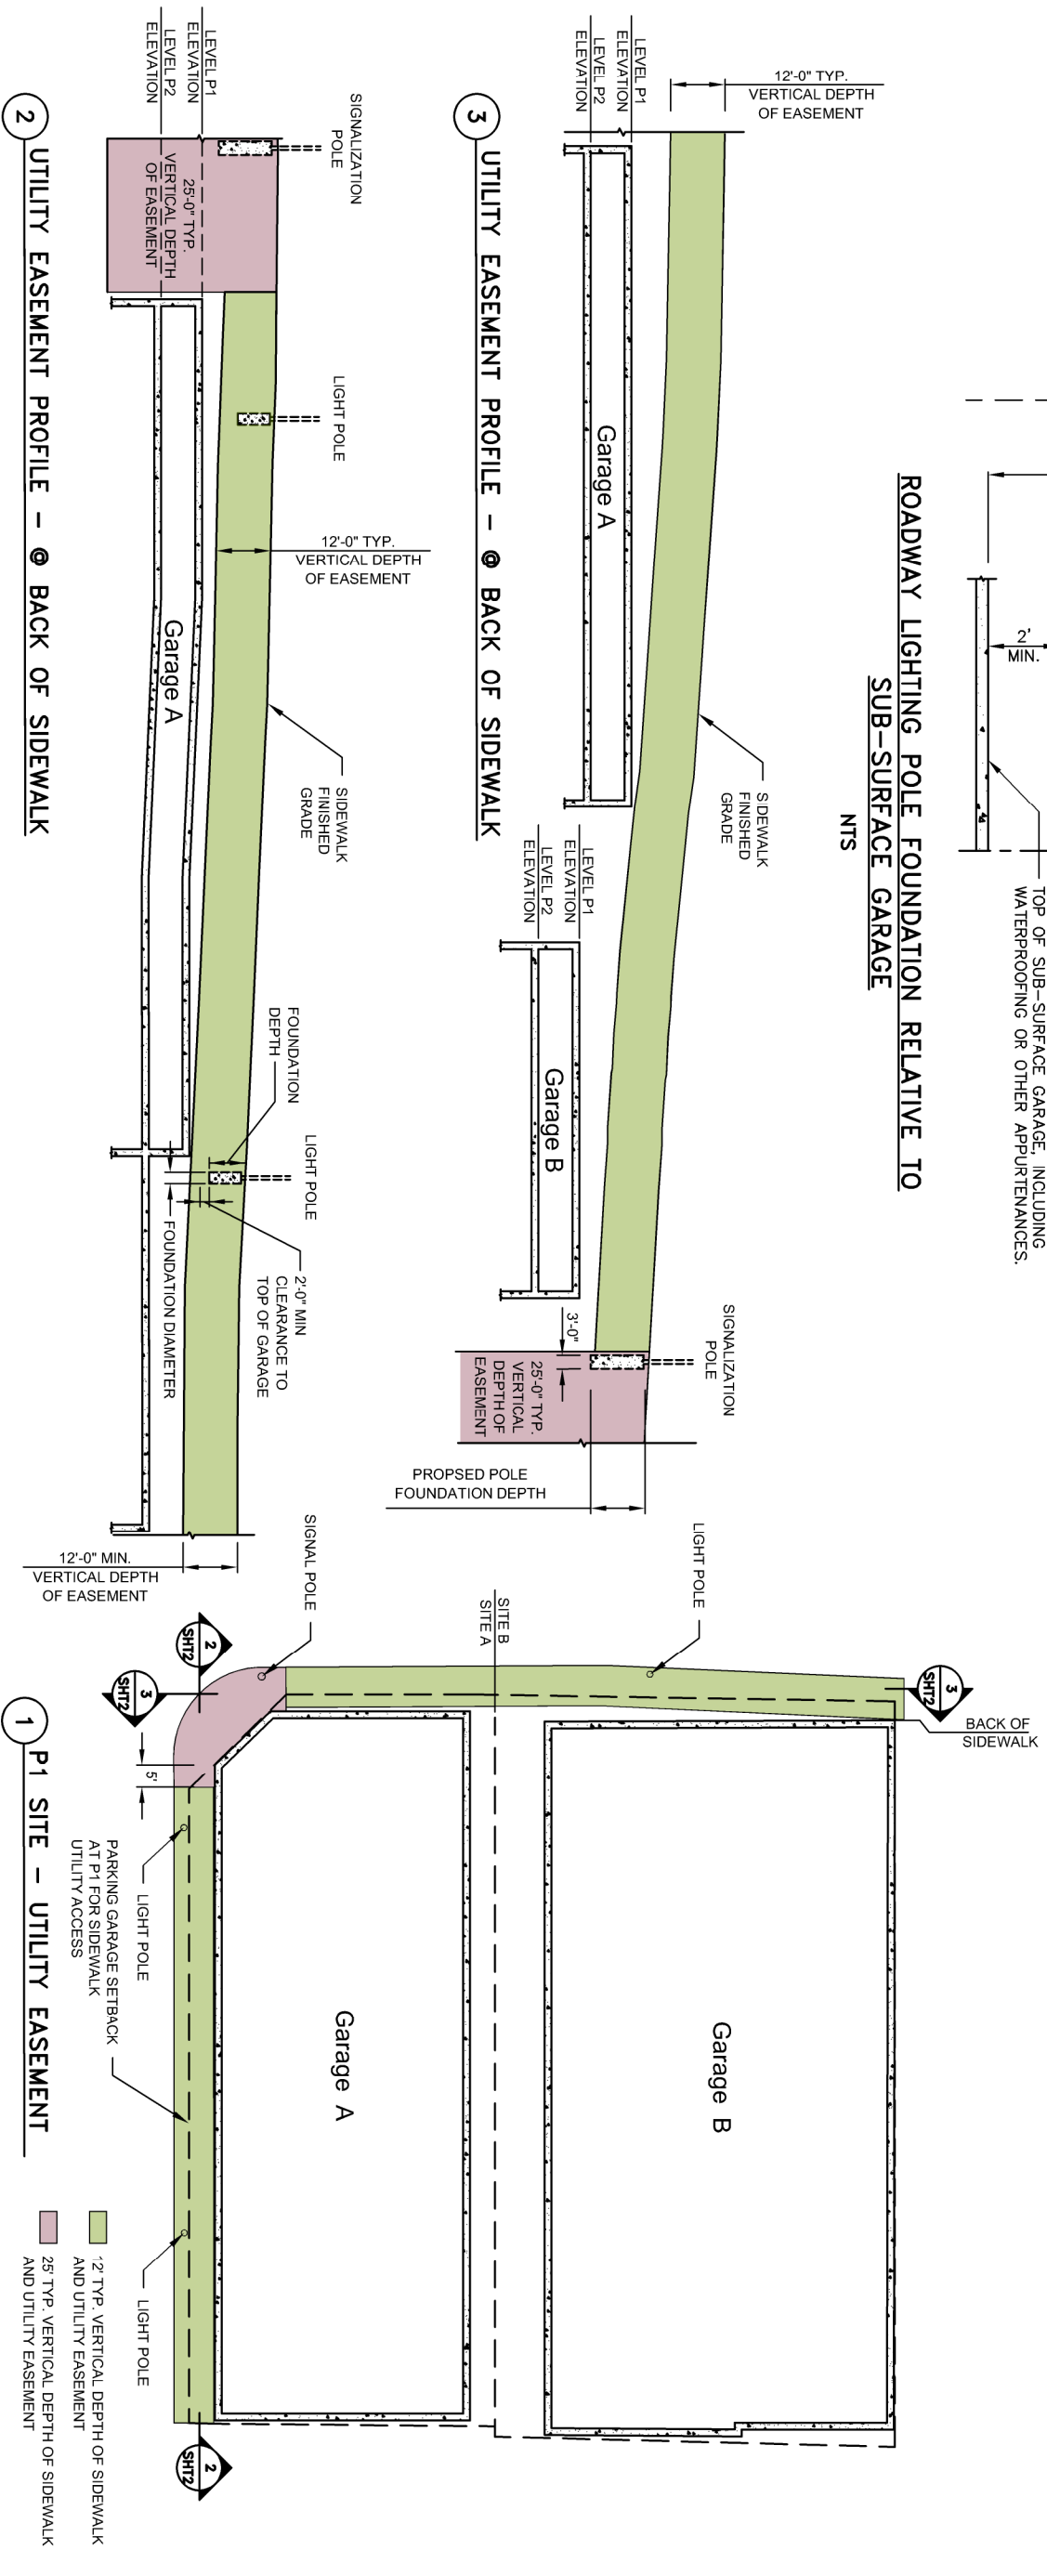 2'
MIN.
TOP OF SUB-SURFACE GARAGE, INCLUDING
WATERPROOFING OR OTHER APPURTENANCES.
ROADWAY LIGHTING POLE FOUNDATION RELATIVE TO
SUB-SURFACE GARAGE
NTS
12'-0" TYP.
VERTICAL DEPTH
OF EASEMENT
LEVEL P1
ELEVATION
LEVEL P2
ELEVATION
Garage A
SIDEWALK
FINISHED
GRADE
LEVEL P1
ELEVATION
LEVEL P2
ELEVATION
Garage B
SIGNALIZATION
POLE
3'-0"
25'-0" TYP.
VERTICAL
DEPTH OF
EASEMENT
PROPSED POLE
FOUNDATION DEPTH
3
UTILITY EASEMENT PROFILE - @ BACK OF SIDEWALK
SIGNALIZATION
POLE
LEVEL P1
ELEVATION
LEVEL P2
ELEVATION
25'-0" TYP.
VERTICAL DEPTH
OF EASEMENT
LIGHT POLE
12'-0" TYP.
VERTICAL DEPTH
OF EASEMENT
Garage A
SIDEWALK
FINISHED
GRADE
FOUNDATION
DEPTH
LIGHT POLE
2'-0" MIN
CLEARANCE TO
TOP OF GARAGE
FOUNDATION DIAMETER
12'-0" MIN.
VERTICAL DEPTH
OF EASEMENT
2
UTILITY EASEMENT PROFILE - @ BACK OF SIDEWALK
LIGHT POLE
SITE B
SITE A
SIGNAL POLE
2
SHT2
3
SHT2
3
SHT2
BACK OF
SIDEWALK
5'
LIGHT POLE
PARKING GARAGE SETBACK
AT P1 FOR SIDEWALK
UTILITY ACCESS
Garage B
Garage A
LIGHT POLE
2
SHT2
1
P1 SITE - UTILITY EASEMENT
12' TYP. VERTICAL DEPTH OF SIDEWALK
AND UTILITY EASEMENT
25' TYP. VERTICAL DEPTH OF SIDEWALK
AND UTILITY EASEMENT